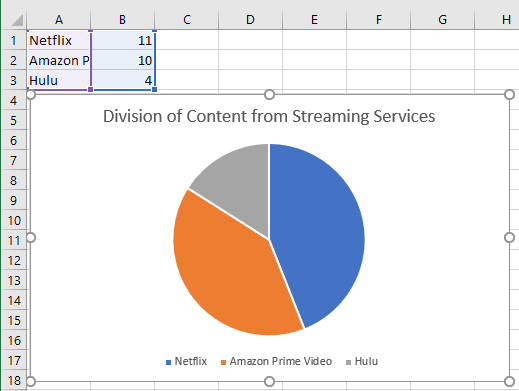 A B C D E F G H
1 Netflix 11
2 Amazon P 10
3 Hulu 4
4
5 Division of Content from Streaming Services
6
7
8
9
10
11
12
13
14
15
16
17 Netflix Amazon Prime Video Hulu
18